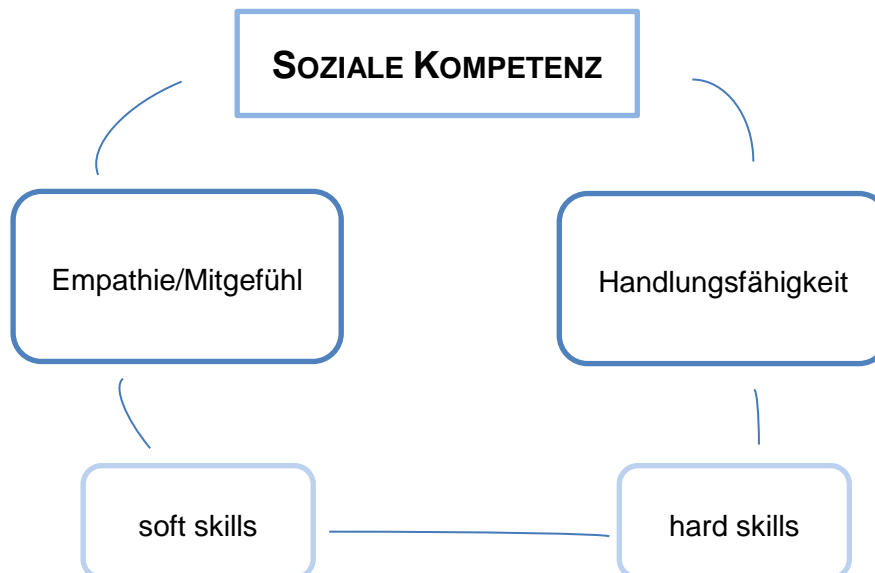 SOZIALE KOMPETENZ
Empathie/Mitgefühl
Handlungsfähigkeit
soft skills
hard skills